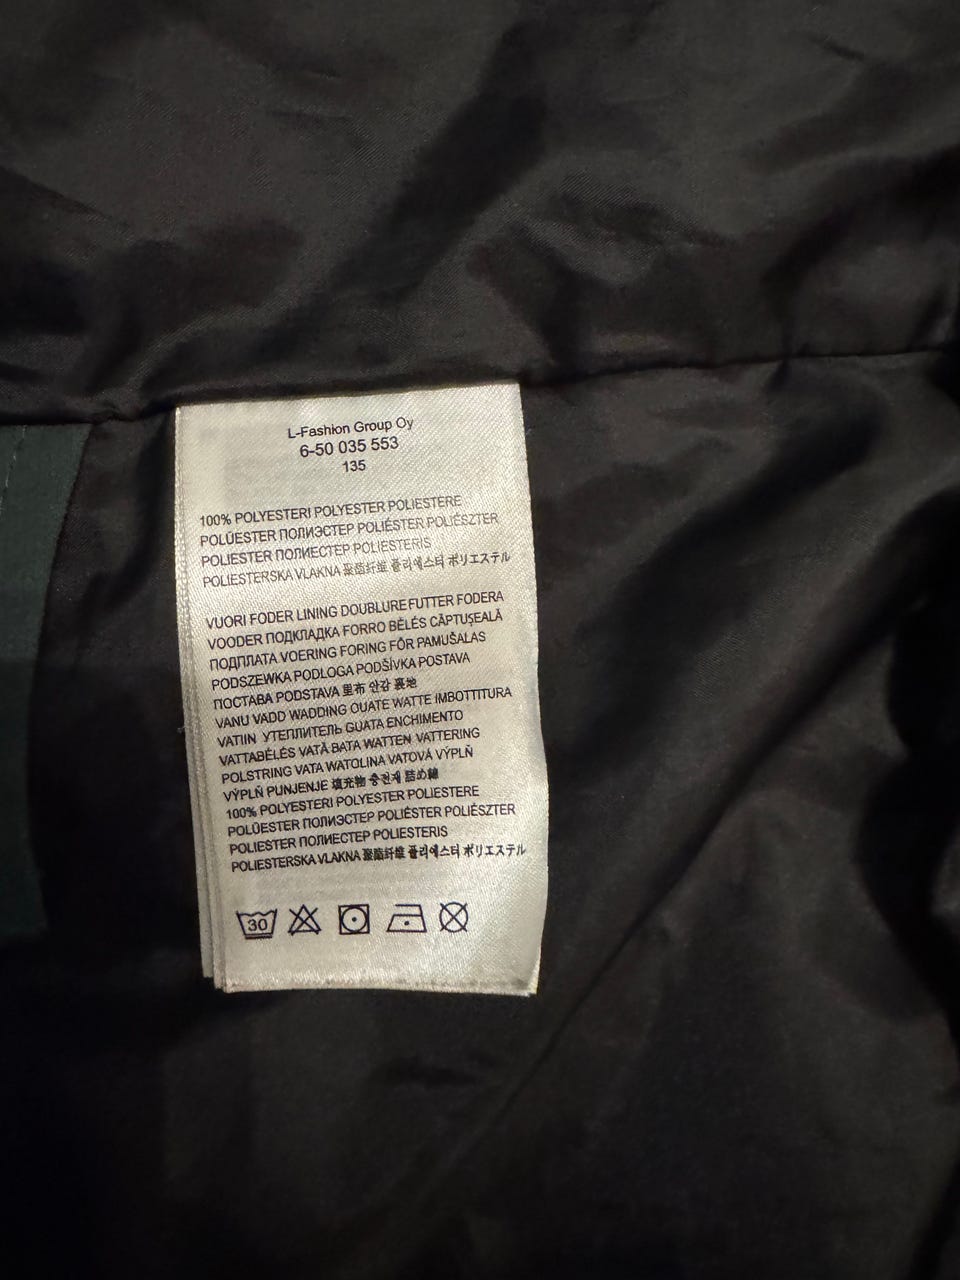 L-Fashion Group Oy
6-50 035 553
135
100% POLYESTERI POLYESTER POLIESTERE
POLÜESTER ПОЛИЭСТЕР POLIÉSTER POLIÉSZTER
POLIESTER ПОЛИЕСТЕР POLIESTERIS
POLIESTERSKA VLAKNA 聚酯纤维 폴리에스터 ポリエステル
VUORI FODER LINING DOUBLURE FUTTER FODERA
VOODER ПОДКЛАДКА FORRO BÉLÉS CĂPTUŞEALĂ
ПОДПЛАТА VOERING FORING FÔR PAMUŠALAS
PODSZEWKA PODLOGA PODŠÍVKA POSTAVA
ПОСТАВА PODSTAVA 里布 안감 裏地
VANU VADD WADDING OUATE WATTE IMBOTTITURA
VATIIN УТЕПЛИТЕЛЬ GUATA ENCHIMENTO
VATTABÉLÉS VATĂ ВАТА WATTEN VATTERING
POLSTRING VATA WATOLINA VATOVÁ VÝPLŇ
VÝPLŇ PUNJENJE 填充物 충전재 詰め綿
100% POLYESTERI POLYESTER POLIESTERE
POLÜESTER ПОЛИЭСТЕР POLIÉSTER POLIÉSZTER
POLIESTER ПОЛИЕСТЕР POLIESTERIS
POLIESTERSKA VLAKNA 聚酯纤维 폴리에스터 ポリエステル
30